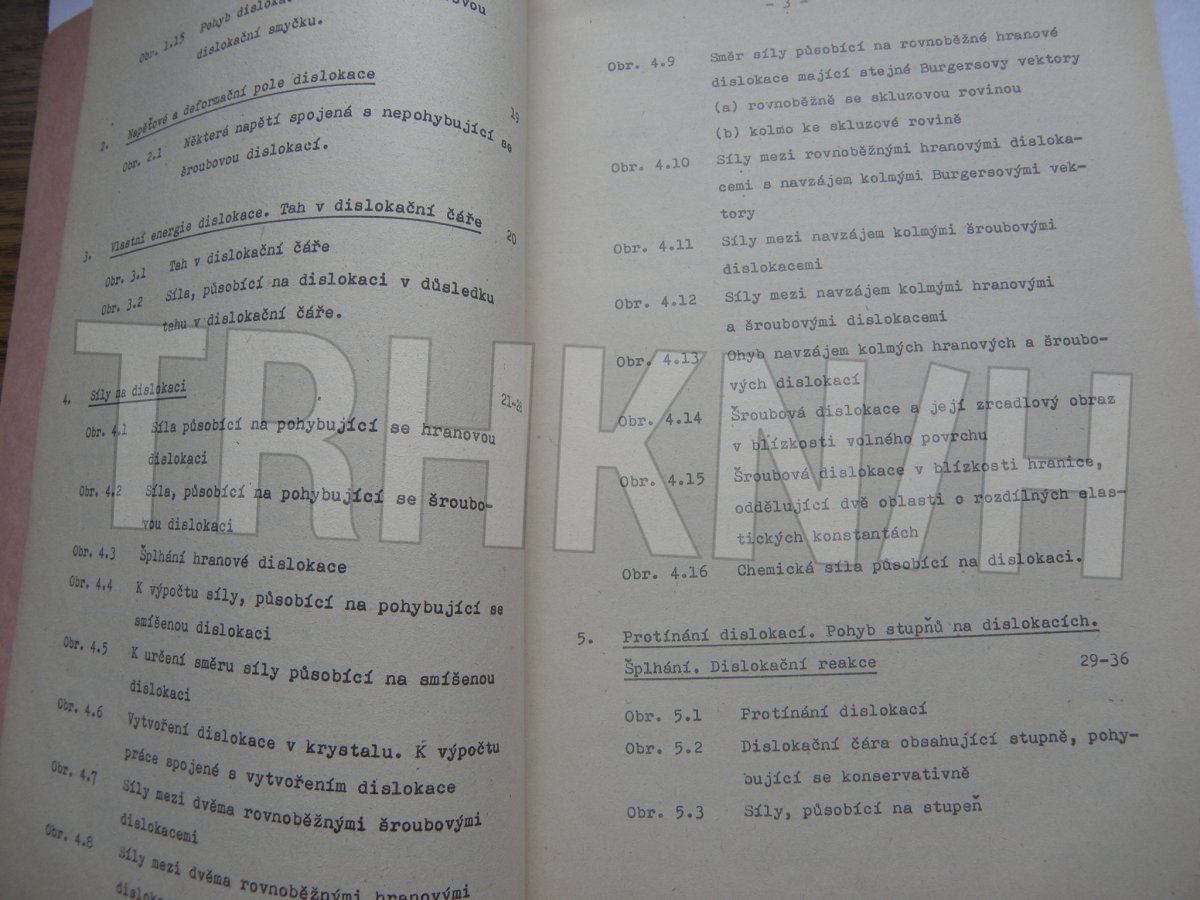 Obr. 1.15 Pohyb
dislokační smyčku.
2. Napěťové a deformační pole dislokace 19
Obr. 2.1 Některá napětí spojená s nepohybující se
šroubovou dislokací.
3. Vlastní energie dislokace. Tah v dislokační čáře 20
Obr. 3.1 Tah v dislokační čáře
Obr. 3.2 Síla, působící na dislokaci v důsledku
tahu v dislokační čáře.
4. Síly na dislokaci 21-28
Obr. 4.1 Síla působící na pohybující se hranovou
dislokaci
Obr. 4.2 Síla, působící na pohybující se šroubo-
vou dislokaci
Obr. 4.3 Šplhání hranové dislokace
Obr. 4.4 K výpočtu síly, působící na pohybující se
smíšenou dislokaci
Obr. 4.5 K určení směru síly působící na smíšenou
dislokaci
Obr. 4.6 Vytvoření dislokace v krystalu. K výpočtu
práce spojené s vytvořením dislokace
Obr. 4.7 Síly mezi dvěma rovnoběžnými šroubovými
dislokacemi
Obr. 4.8 Síly mezi dvěma rovnoběžnými hranovými
- 3 -
Obr. 4.9 Směr síly působící na rovnoběžné hranové
dislokace mající stejné Burgersovy vektory
(a) rovnoběžně se skluzovou rovinou
(b) kolmo ke skluzové rovině
Obr. 4.10 Síly mezi rovnoběžnými hranovými disloka-
cemi s navzájem kolmými Burgersovými vek-
tory
Obr. 4.11 Síly mezi navzájem kolmými šroubovými
dislokacemi
Obr. 4.12 Síly mezi navzájem kolmými hranovými
a šroubovými dislokacemi
Obr. 4.13 Ohyb navzájem kolmých hranových a šroubo-
vých dislokací
Obr. 4.14 Šroubová dislokace a její zrcadlový obraz
v blízkosti volného povrchu
Obr. 4.15 Šroubová dislokace v blízkosti hranice,
oddělující dvě oblasti o rozdílných elas-
tických konstantách
Obr. 4.16 Chemická síla působící na dislokaci.
5. Protínání dislokací. Pohyb stupňů na dislokacích.
Šplhání. Dislokační reakce 29-36
Obr. 5.1 Protínání dislokací
Obr. 5.2 Dislokační čára obsahující stupně, pohy-
bující se konservativně
Obr. 5.3 Síly, působící na stupeň
TRHKNIH